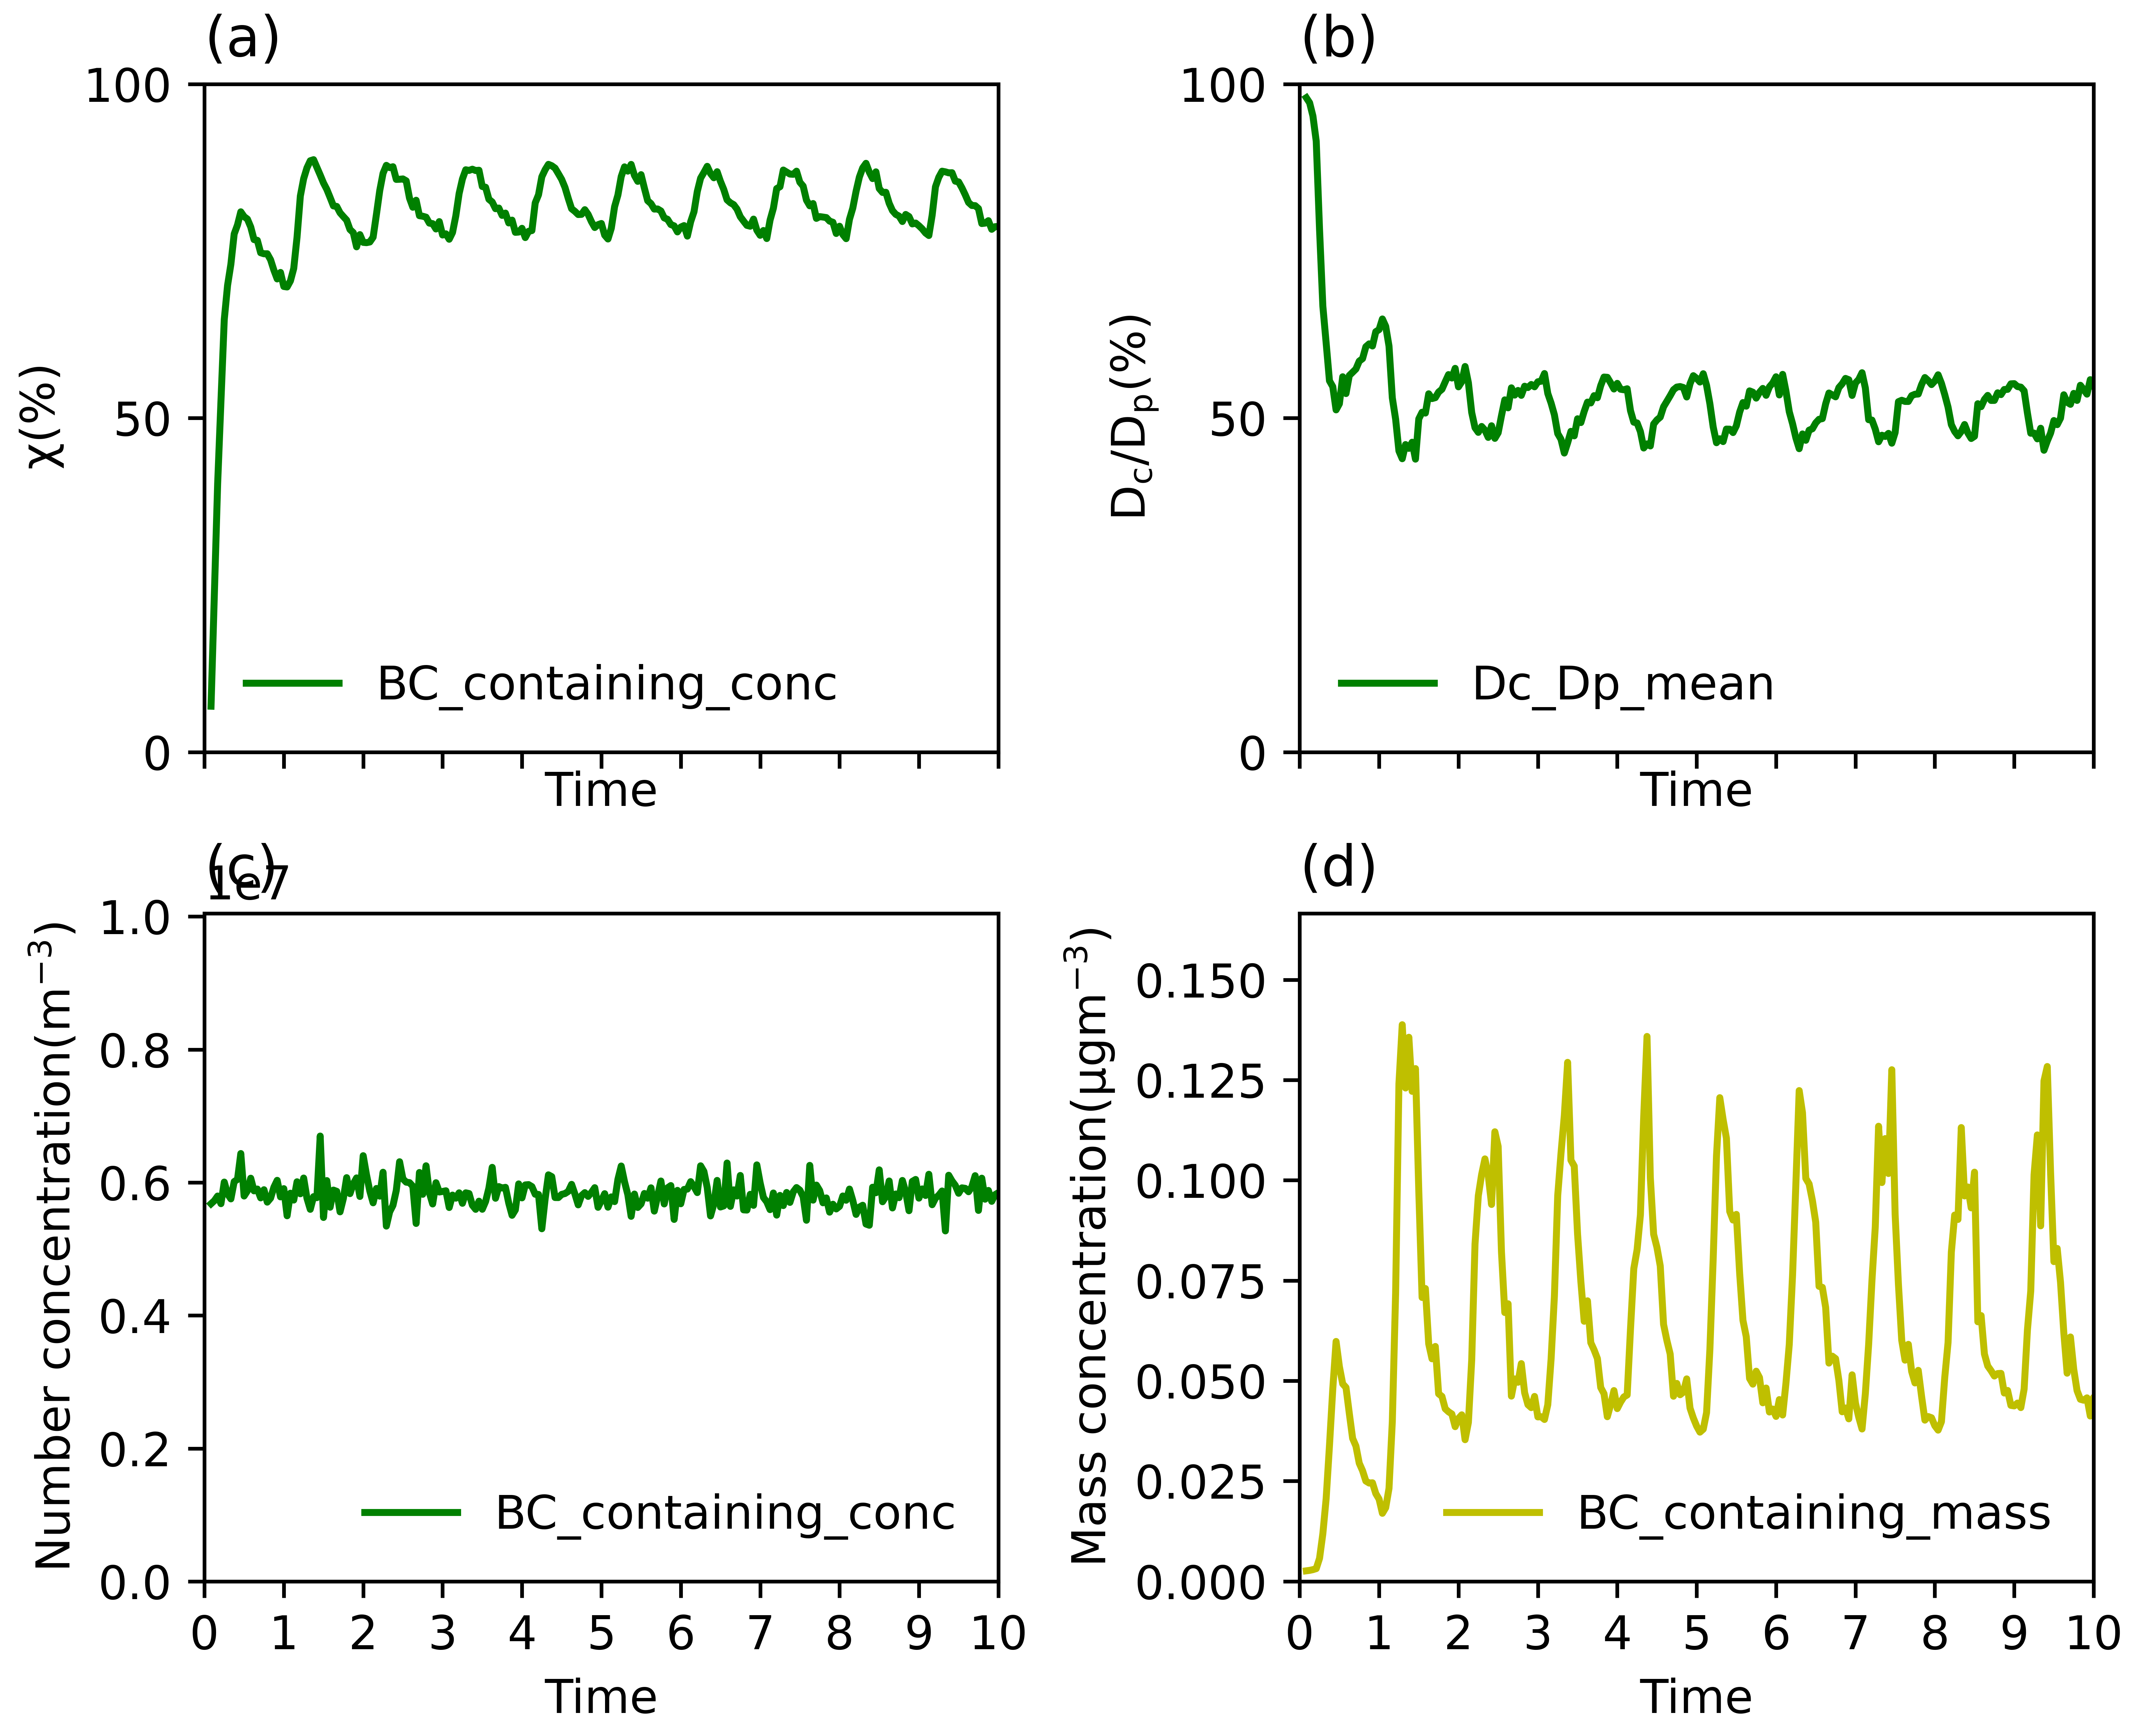 (a)
100
50
0
χ(%)
BC_containing_conc
Time
(b)
100
50
0
Dc/Dp(%)
Dc_Dp_mean
Time
(c)
1e7
1.0
0.8
0.6
0.4
0.2
0.0
Number concentration(m⁻³)
BC_containing_conc
0 1 2 3 4 5 6 7 8 9 10
Time
(d)
0.150
0.125
0.100
0.075
0.050
0.025
0.000
Mass concentration(μgm⁻³)
BC_containing_mass
0 1 2 3 4 5 6 7 8 9 10
Time